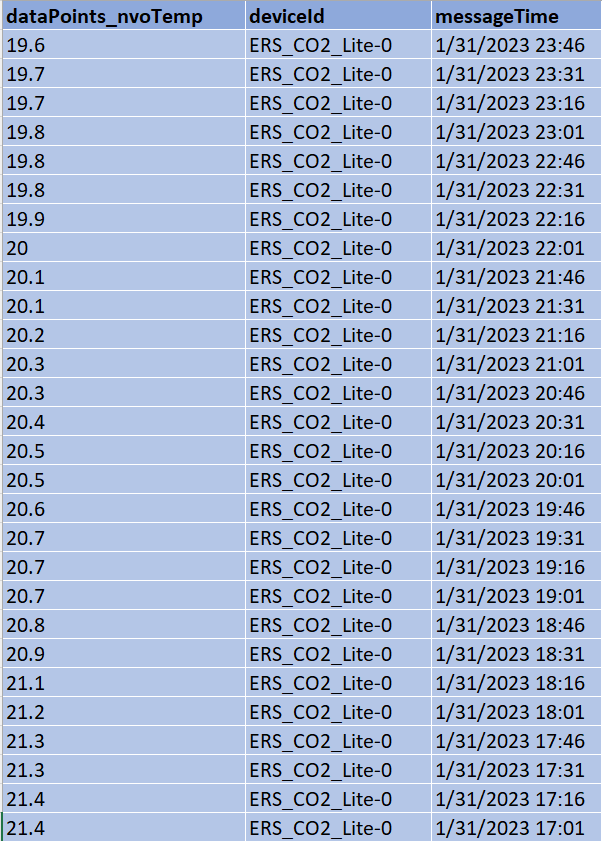 dataPoints_nvoTemp deviceId messageTime
19.6 ERS_CO2_Lite-0 1/31/2023 23:46
19.7 ERS_CO2_Lite-0 1/31/2023 23:31
19.7 ERS_CO2_Lite-0 1/31/2023 23:16
19.8 ERS_CO2_Lite-0 1/31/2023 23:01
19.8 ERS_CO2_Lite-0 1/31/2023 22:46
19.8 ERS_CO2_Lite-0 1/31/2023 22:31
19.9 ERS_CO2_Lite-0 1/31/2023 22:16
20 ERS_CO2_Lite-0 1/31/2023 22:01
20.1 ERS_CO2_Lite-0 1/31/2023 21:46
20.1 ERS_CO2_Lite-0 1/31/2023 21:31
20.2 ERS_CO2_Lite-0 1/31/2023 21:16
20.3 ERS_CO2_Lite-0 1/31/2023 21:01
20.3 ERS_CO2_Lite-0 1/31/2023 20:46
20.4 ERS_CO2_Lite-0 1/31/2023 20:31
20.5 ERS_CO2_Lite-0 1/31/2023 20:16
20.5 ERS_CO2_Lite-0 1/31/2023 20:01
20.6 ERS_CO2_Lite-0 1/31/2023 19:46
20.7 ERS_CO2_Lite-0 1/31/2023 19:31
20.7 ERS_CO2_Lite-0 1/31/2023 19:16
20.7 ERS_CO2_Lite-0 1/31/2023 19:01
20.8 ERS_CO2_Lite-0 1/31/2023 18:46
20.9 ERS_CO2_Lite-0 1/31/2023 18:31
21.1 ERS_CO2_Lite-0 1/31/2023 18:16
21.2 ERS_CO2_Lite-0 1/31/2023 18:01
21.3 ERS_CO2_Lite-0 1/31/2023 17:46
21.3 ERS_CO2_Lite-0 1/31/2023 17:31
21.4 ERS_CO2_Lite-0 1/31/2023 17:16
21.4 ERS_CO2_Lite-0 1/31/2023 17:01